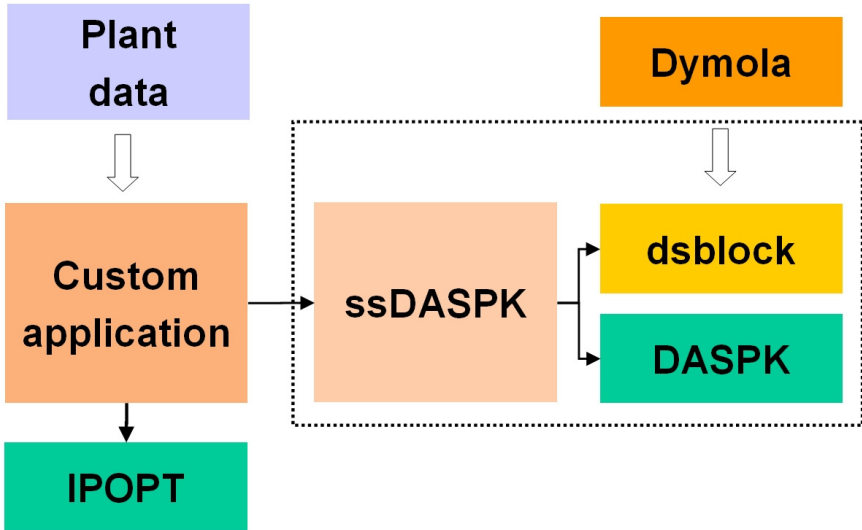 Plant
data
Dymola
Custom
application
ssDASPK
dsblock
DASPK
IPOPT